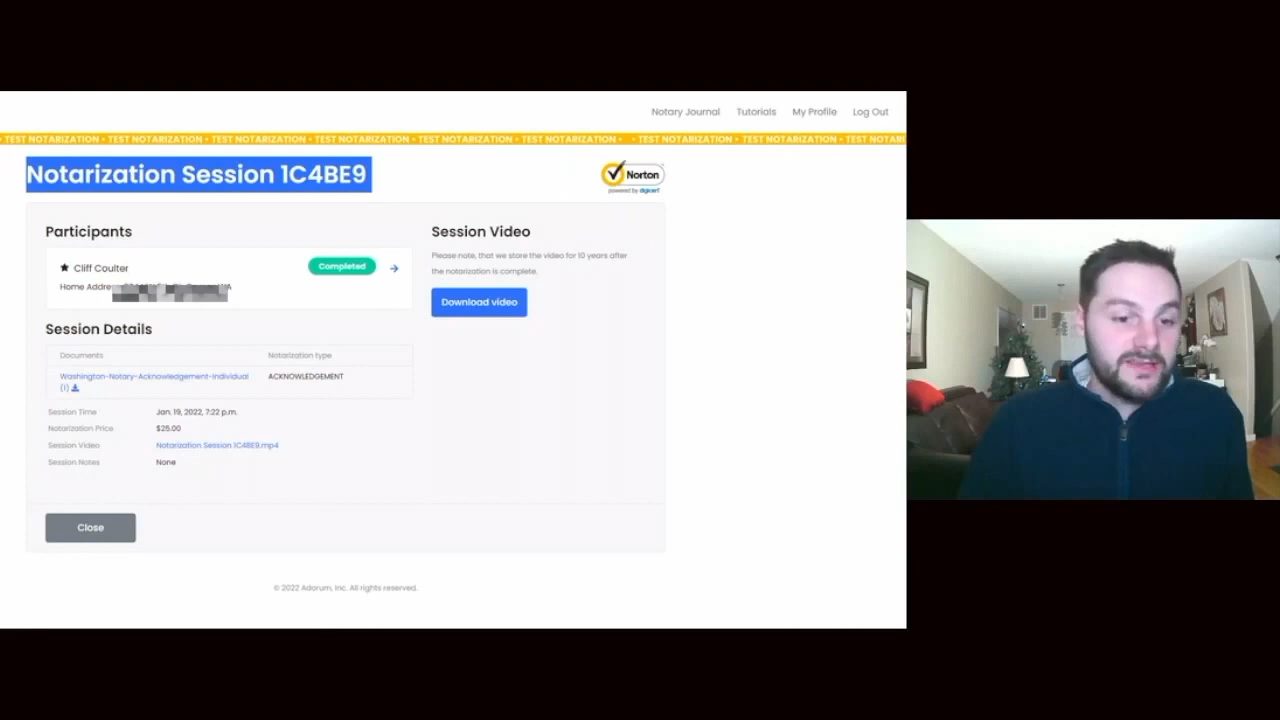 Notary Journal Tutorials My Profile Log Out
TEST NOTARIZATION • TEST NOTARIZATION • TEST NOTARIZATION • TEST NOTARIZATION • TEST NOTARIZATION • TEST NOTARIZATION • • TEST NOTARIZATION • TEST NOTARIZATION • TEST NOTARI
Notarization Session 1C4BE9
Norton
powered by digicert
Participants
Cliff Coulter
Completed
Home Addre
Session Video
Please note, that we store the video for 10 years after
the notarization is complete.
Download video
Session Details
Documents Notarization type
Washington-Notary-Acknowledgement-Individual ACKNOWLEDGEMENT
(1)
Session Time Jan. 19, 2022, 7:22 p.m.
Notarization Price $25.00
Session Video Notarization Session 1C4BE9.mp4
Session Notes None
Close
© 2022 Adorum, Inc. All rights reserved.